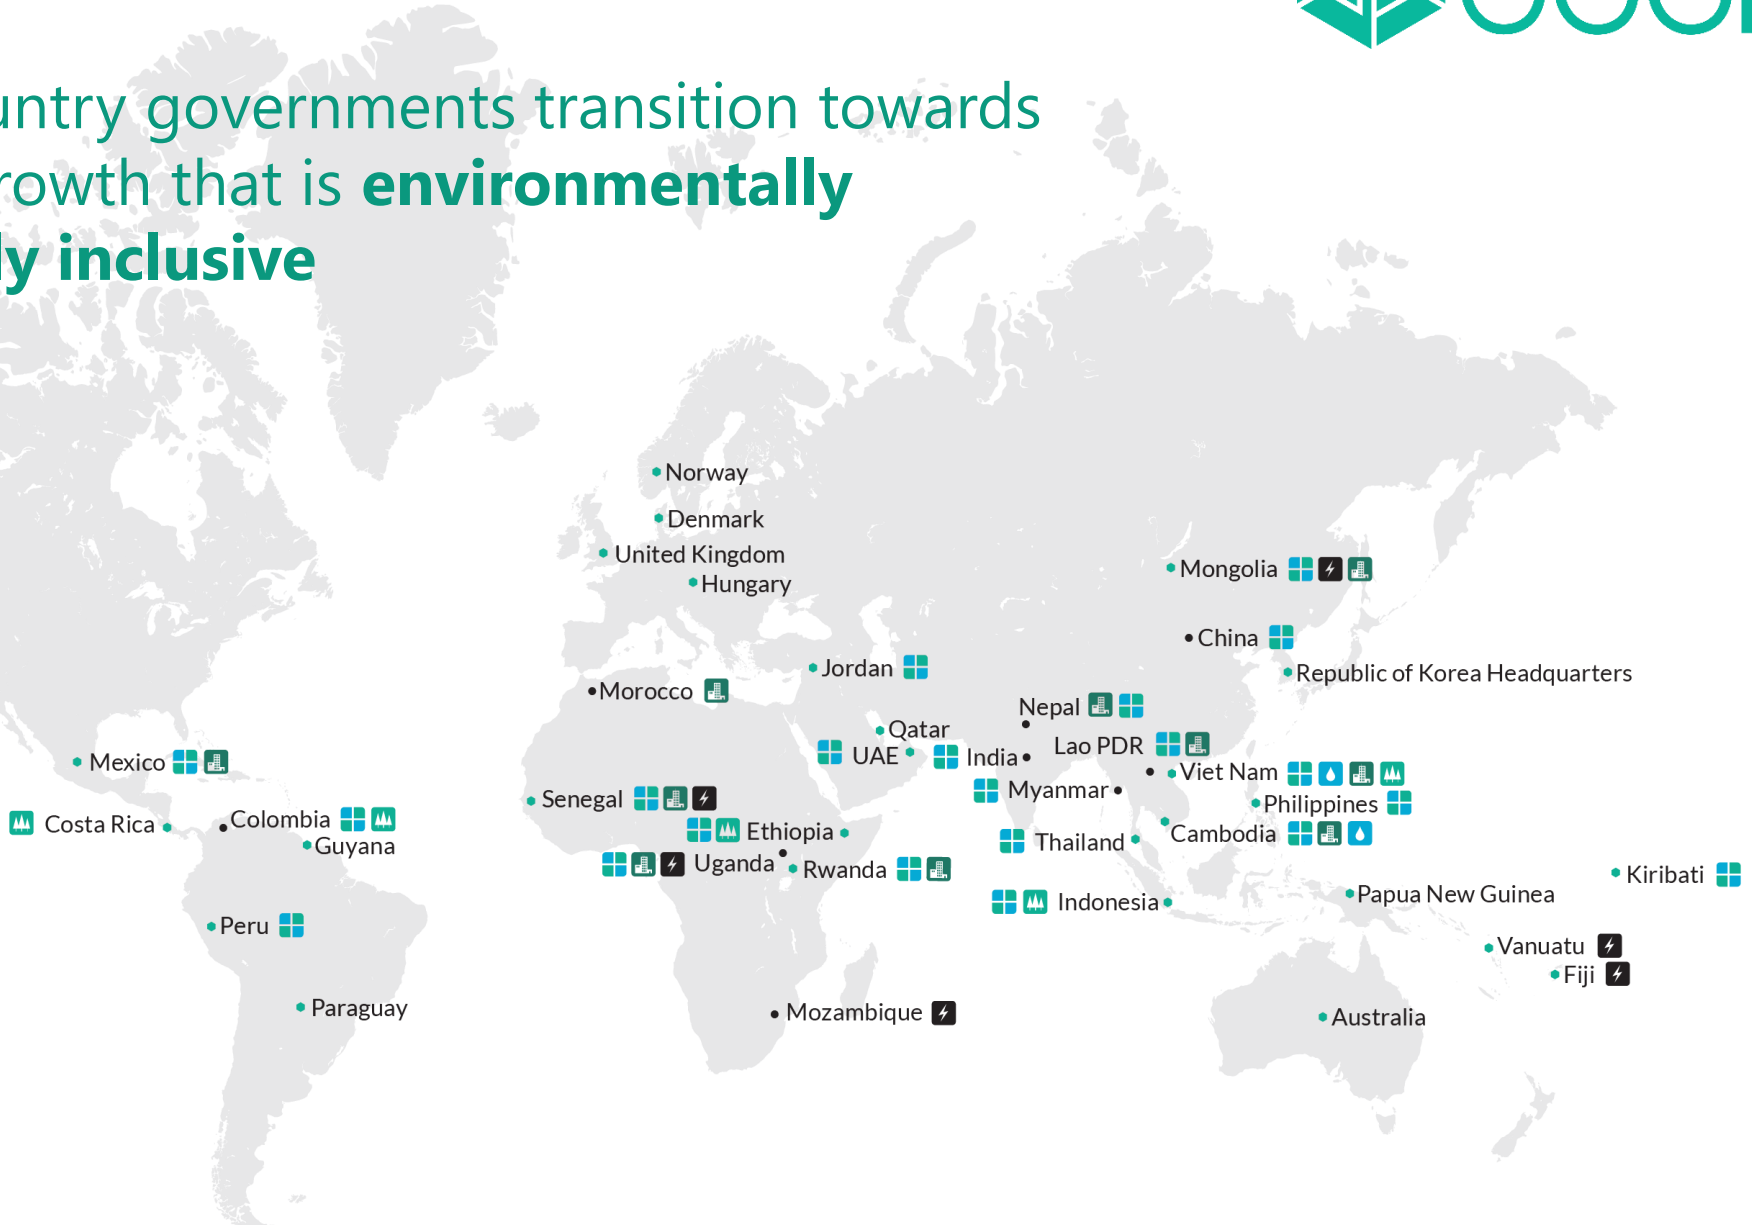 untry governments transition towards
rowth that is environmentally
ly inclusive
Norway
Denmark
United Kingdom
Hungary
Mongolia
China
Jordan
Republic of Korea Headquarters
Morocco
Nepal
Qatar
Lao PDR
UAE
India
Mexico
Viet Nam
Myanmar
Senegal
Philippines
Colombia
Costa Rica
Ethiopia
Cambodia
Guyana
Thailand
Uganda
Rwanda
Kiribati
Papua New Guinea
Indonesia
Peru
Vanuatu
Fiji
Paraguay
Mozambique
Australia